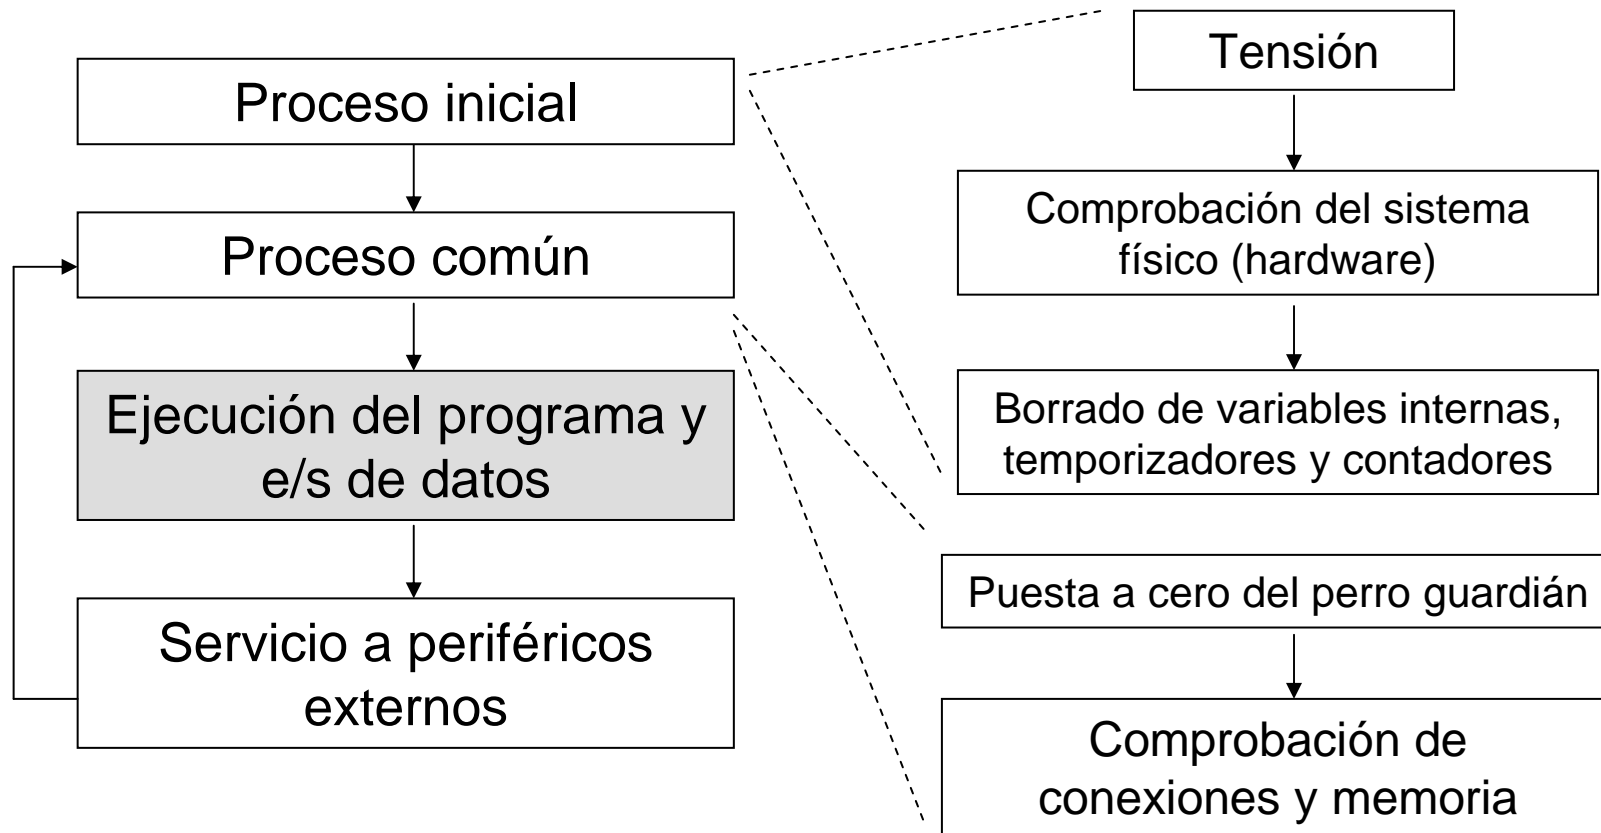 Proceso inicial
Proceso común
Ejecución del programa y
e/s de datos
Servicio a periféricos
externos
Tensión
Comprobación del sistema
físico (hardware)
Borrado de variables internas,
temporizadores y contadores
Puesta a cero del perro guardián
Comprobación de
conexiones y memoria